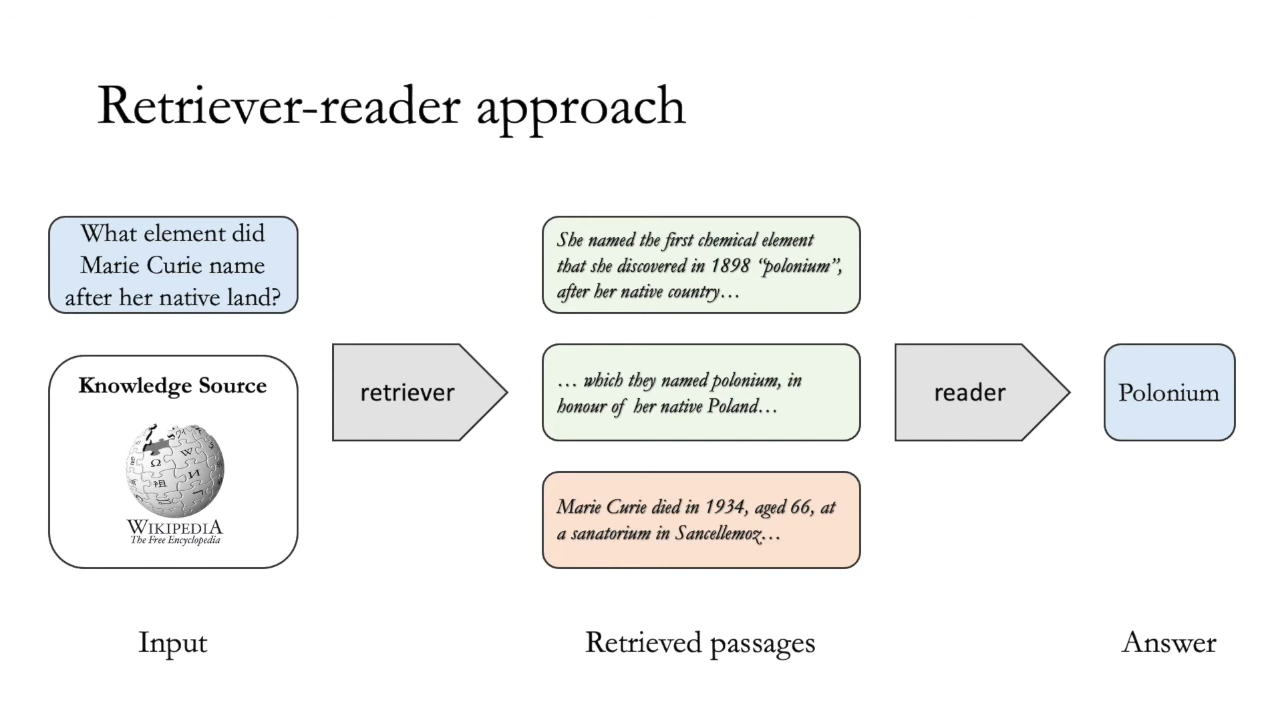 Retriever-reader approach
What element did
Marie Curie name
after her native land?
Knowledge Source
WIKIPEDIA
The Free Encyclopedia
retriever
She named the first chemical element
that she discovered in 1898 “polonium”,
after her native country…
… which they named polonium, in
honour of her native Poland…
Marie Curie died in 1934, aged 66, at
a sanatorium in Sancellemoz…
reader
Polonium
Input
Retrieved passages
Answer